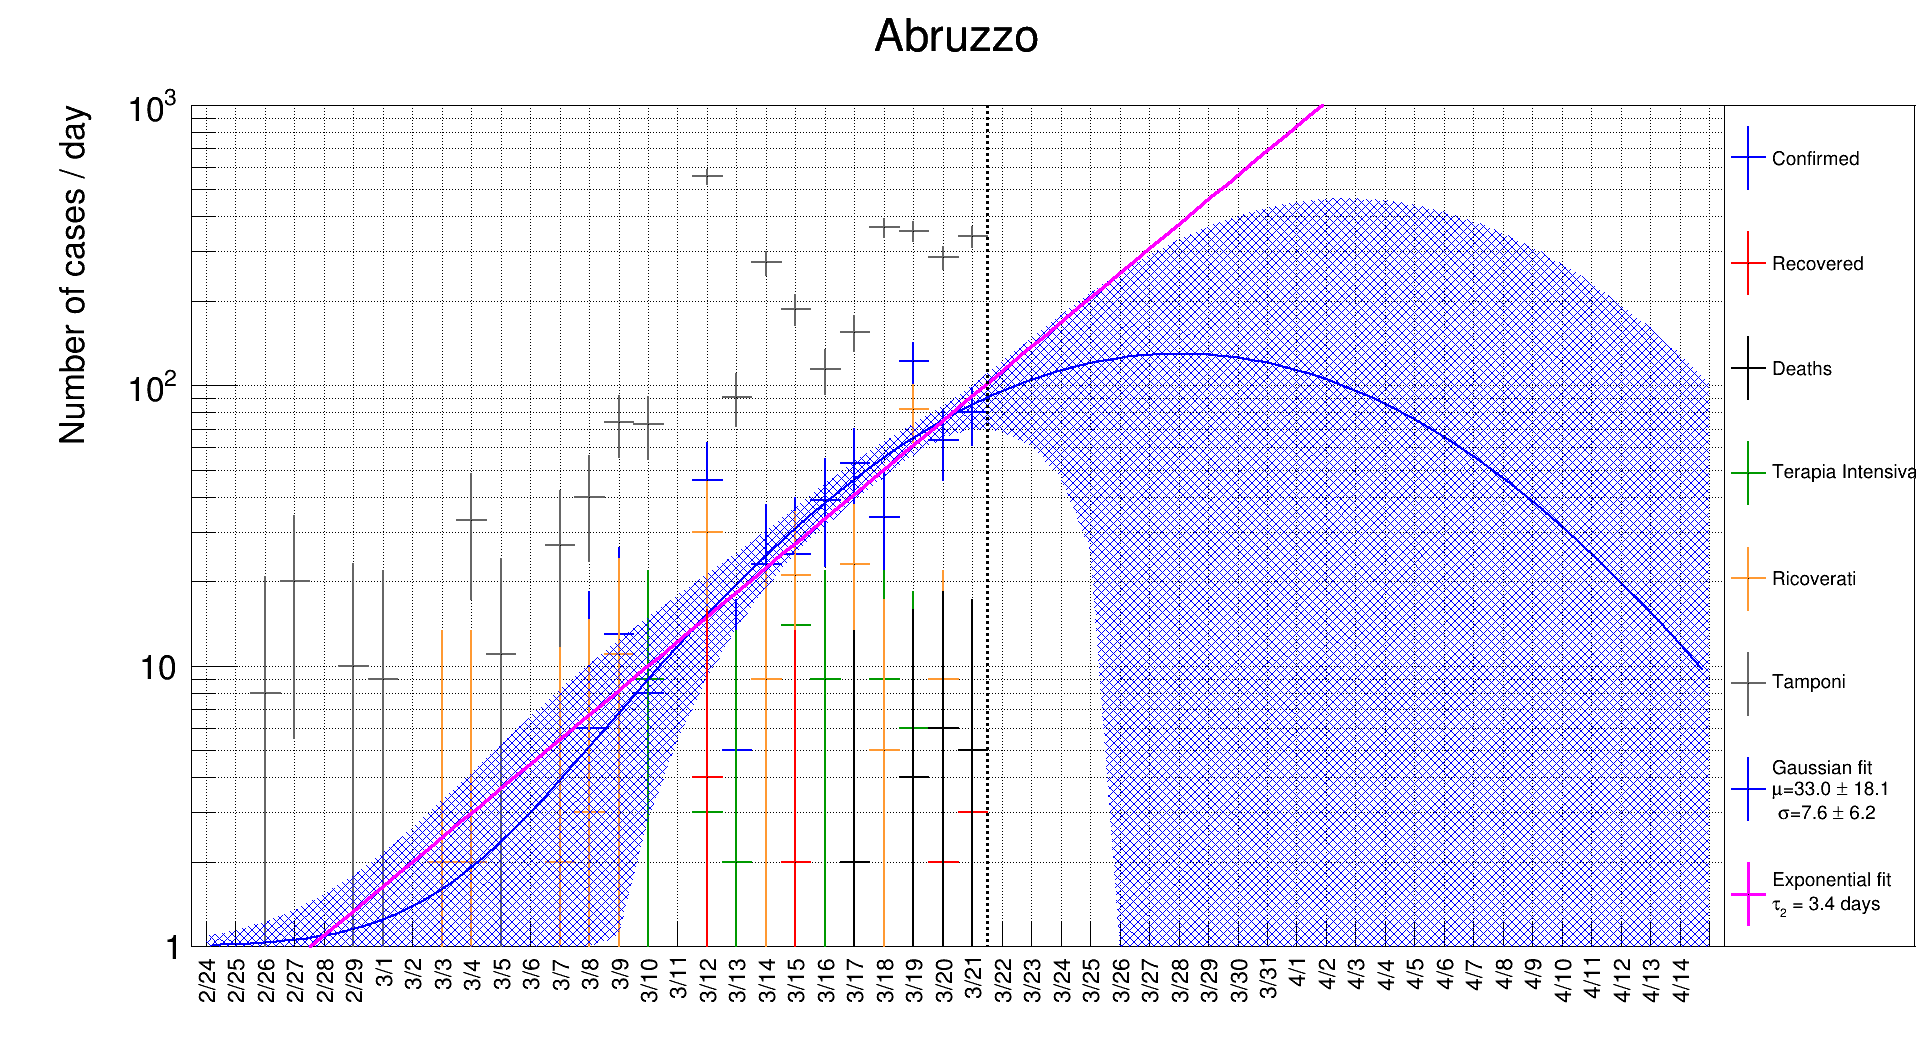 Abruzzo
Number of cases / day
10³
10²
10
1
2/24 2/25 2/26 2/27 2/28 2/29 3/1 3/2 3/3 3/4 3/5 3/6 3/7 3/8 3/9 3/10 3/11 3/12 3/13 3/14 3/15 3/16 3/17 3/18 3/19 3/20 3/21 3/22 3/23 3/24 3/25 3/26 3/27 3/28 3/29 3/30 3/31 4/1 4/2 4/3 4/4 4/5 4/6 4/7 4/8 4/9 4/10 4/11 4/12 4/13 4/14
Confirmed
Recovered
Deaths
Terapia Intensiva
Ricoverati
Tamponi
Gaussian fit
μ=33.0 ± 18.1
σ=7.6 ± 6.2
Exponential fit
τ₂ = 3.4 days